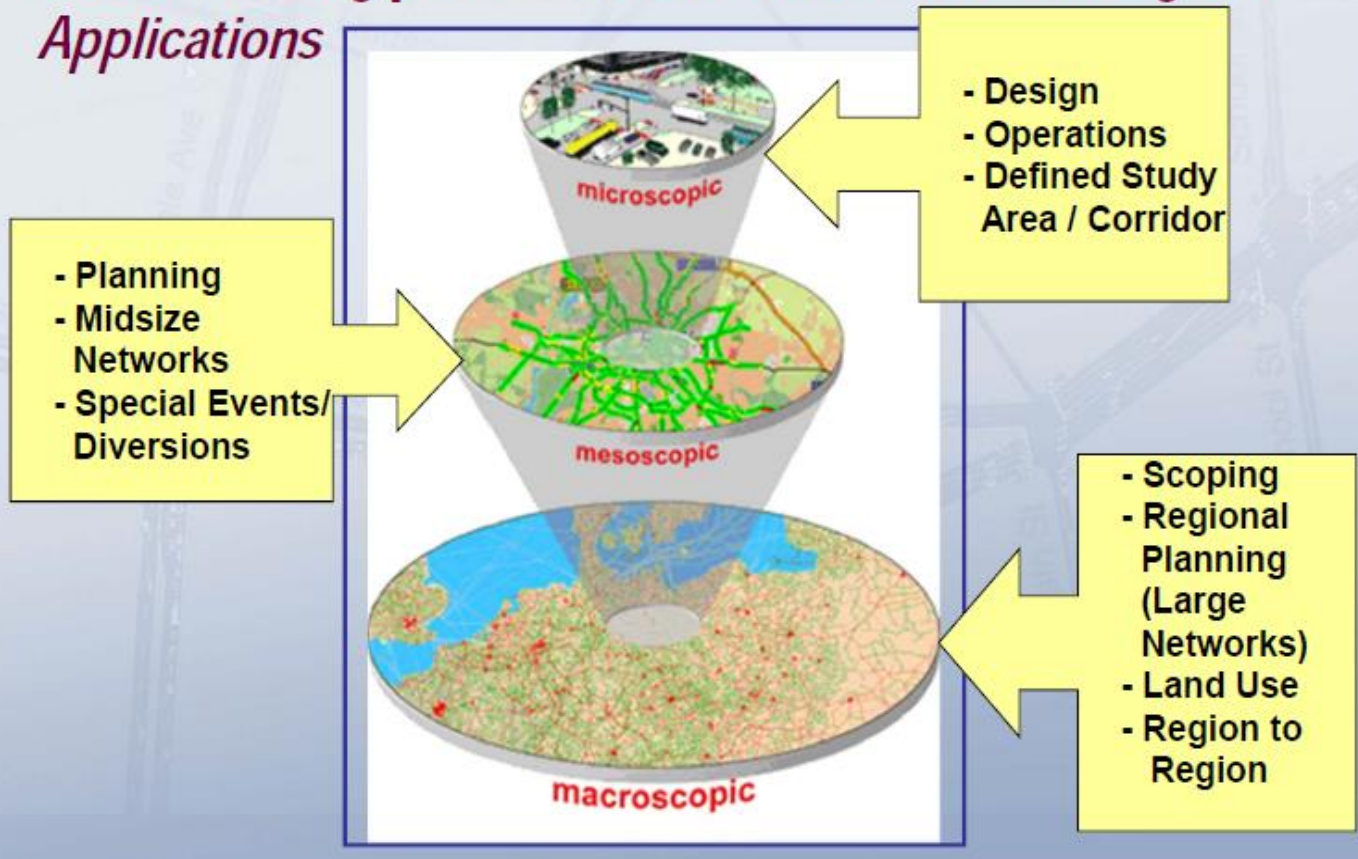 Applications
- Design
- Operations
- Defined Study
Area / Corridor
microscopic
- Planning
- Midsize
Networks
- Special Events/
Diversions
mesoscopic
- Scoping
- Regional
Planning
(Large
Networks)
- Land Use
- Region to
Region
macroscopic